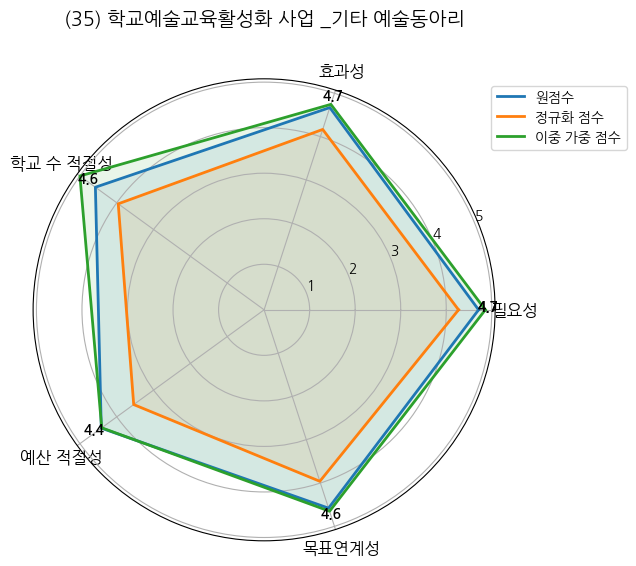 (35) 학교예술교육활성화 사업 _기타 예술동아리
효과성
4.7
원점수
정규화 점수
이중 가중 점수
학교 수 적절성
4.6
5
4
3
2
1
4.7
필요성
4.4
예산 적절성
4.6
목표연계성